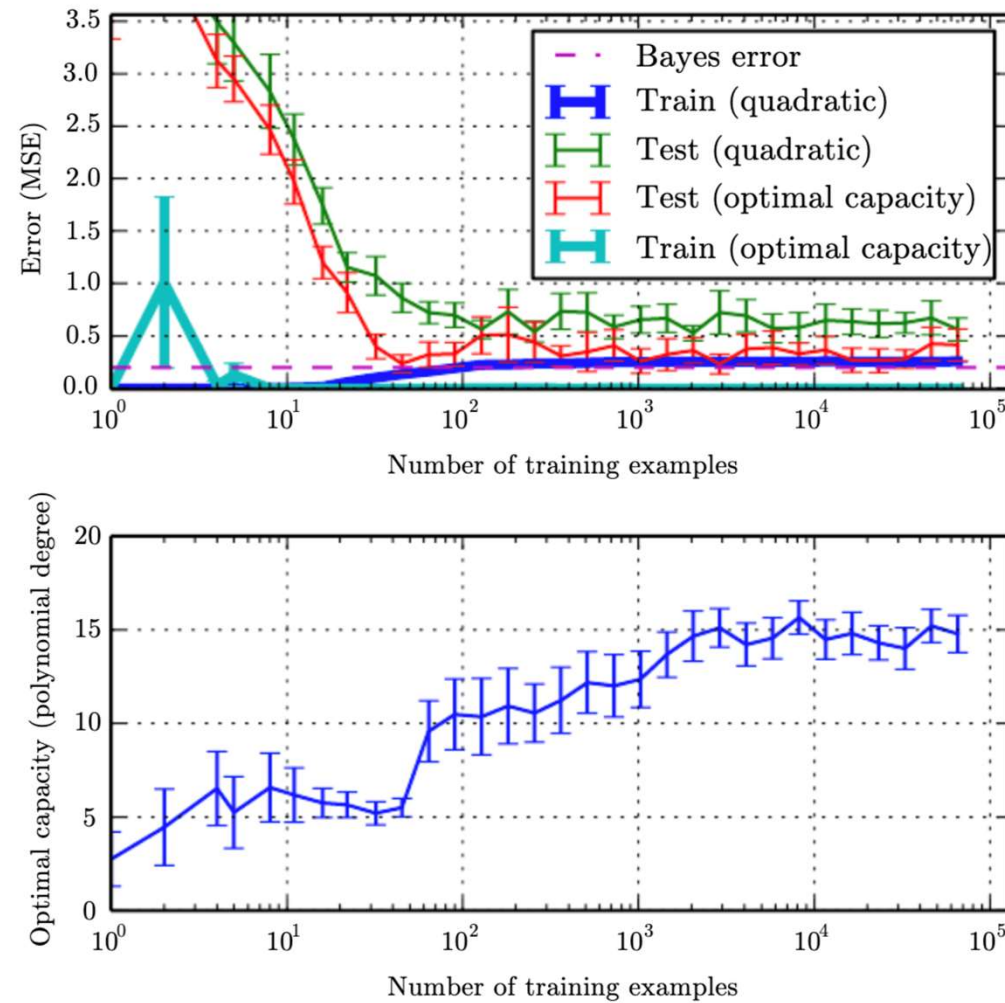 3.5
3.0
2.5
2.0
1.5
1.0
0.5
0.0
Error (MSE)
Bayes error
Train (quadratic)
Test (quadratic)
Test (optimal capacity)
Train (optimal capacity)
10⁰ 10¹ 10² 10³ 10⁴ 10⁵
Number of training examples
20
15
10
5
0
Optimal capacity (polynomial degree)
10⁰ 10¹ 10² 10³ 10⁴ 10⁵
Number of training examples